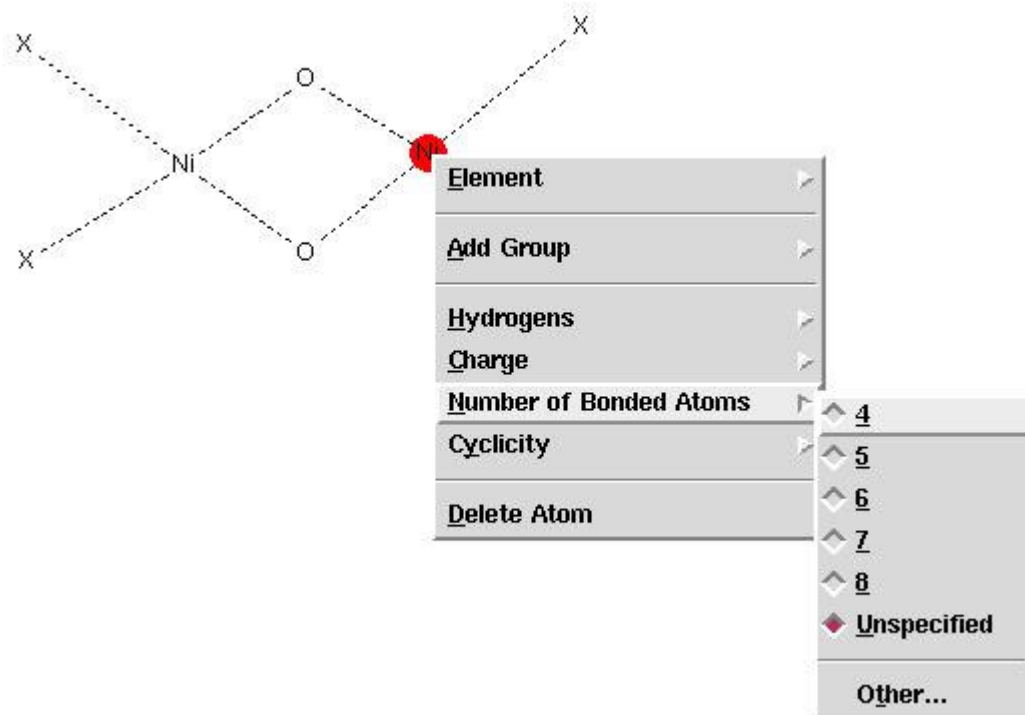 X
X
O
Ni
Ni
X
O
Element
Add Group
Hydrogens
Charge
Number of Bonded Atoms
Cyclicity
Delete Atom
4
5
6
7
8
Unspecified
Other...